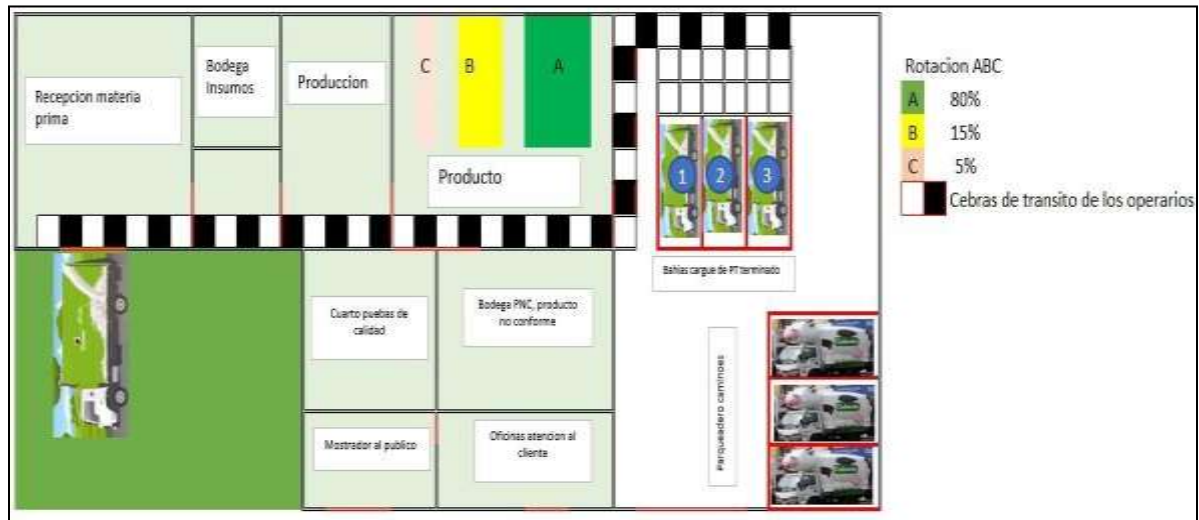 Recepcion materia
prima
Bodega
Insumos
Produccion
C
B
A
Producto
1
2
3
Bahias cargue de PT terminado
Cuarto puebas de
calidad
Bodega PNC, producto
no conforme
Mostrador al publico
Oficinas atencion al
cliente
Parqueadero caminoes
Rotacion ABC
A 80%
B 15%
C 5%
Cebras de transito de los operarios